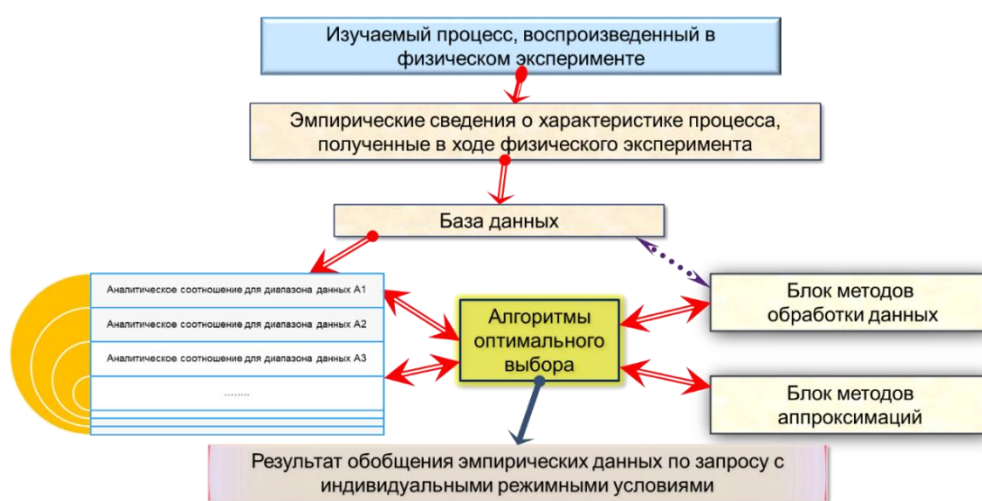 Изучаемый процесс, воспроизведенный в
физическом эксперименте
Эмпирические сведения о характеристике процесса,
полученные в ходе физического эксперимента
База данных
Аналитическое соотношение для диапазона данных А1
Аналитическое соотношение для диапазона данных А2
Аналитическое соотношение для диапазона данных А3
........
Алгоритмы
оптимального
выбора
Блок методов
обработки данных
Блок методов
аппроксимаций
Результат обобщения эмпирических данных по запросу с
индивидуальными режимными условиями